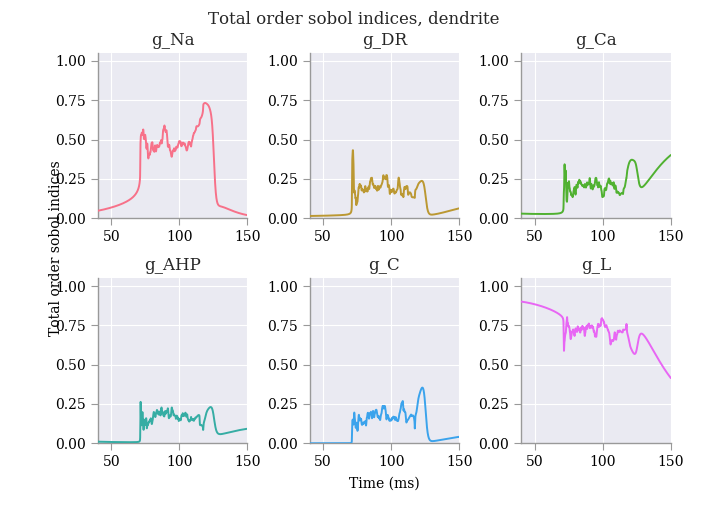 Total order sobol indices, dendrite
g_Na g_DR g_Ca
1.00 1.00 1.00
0.75 0.75 0.75
0.50 0.50 0.50
0.25 0.25 0.25
0.00 0.00 0.00
50 100 150 50 100 150 50 100 150
Total order sobol indices
g_AHP g_C g_L
1.00 1.00 1.00
0.75 0.75 0.75
0.50 0.50 0.50
0.25 0.25 0.25
0.00 0.00 0.00
50 100 150 50 100 150 50 100 150
Time (ms)